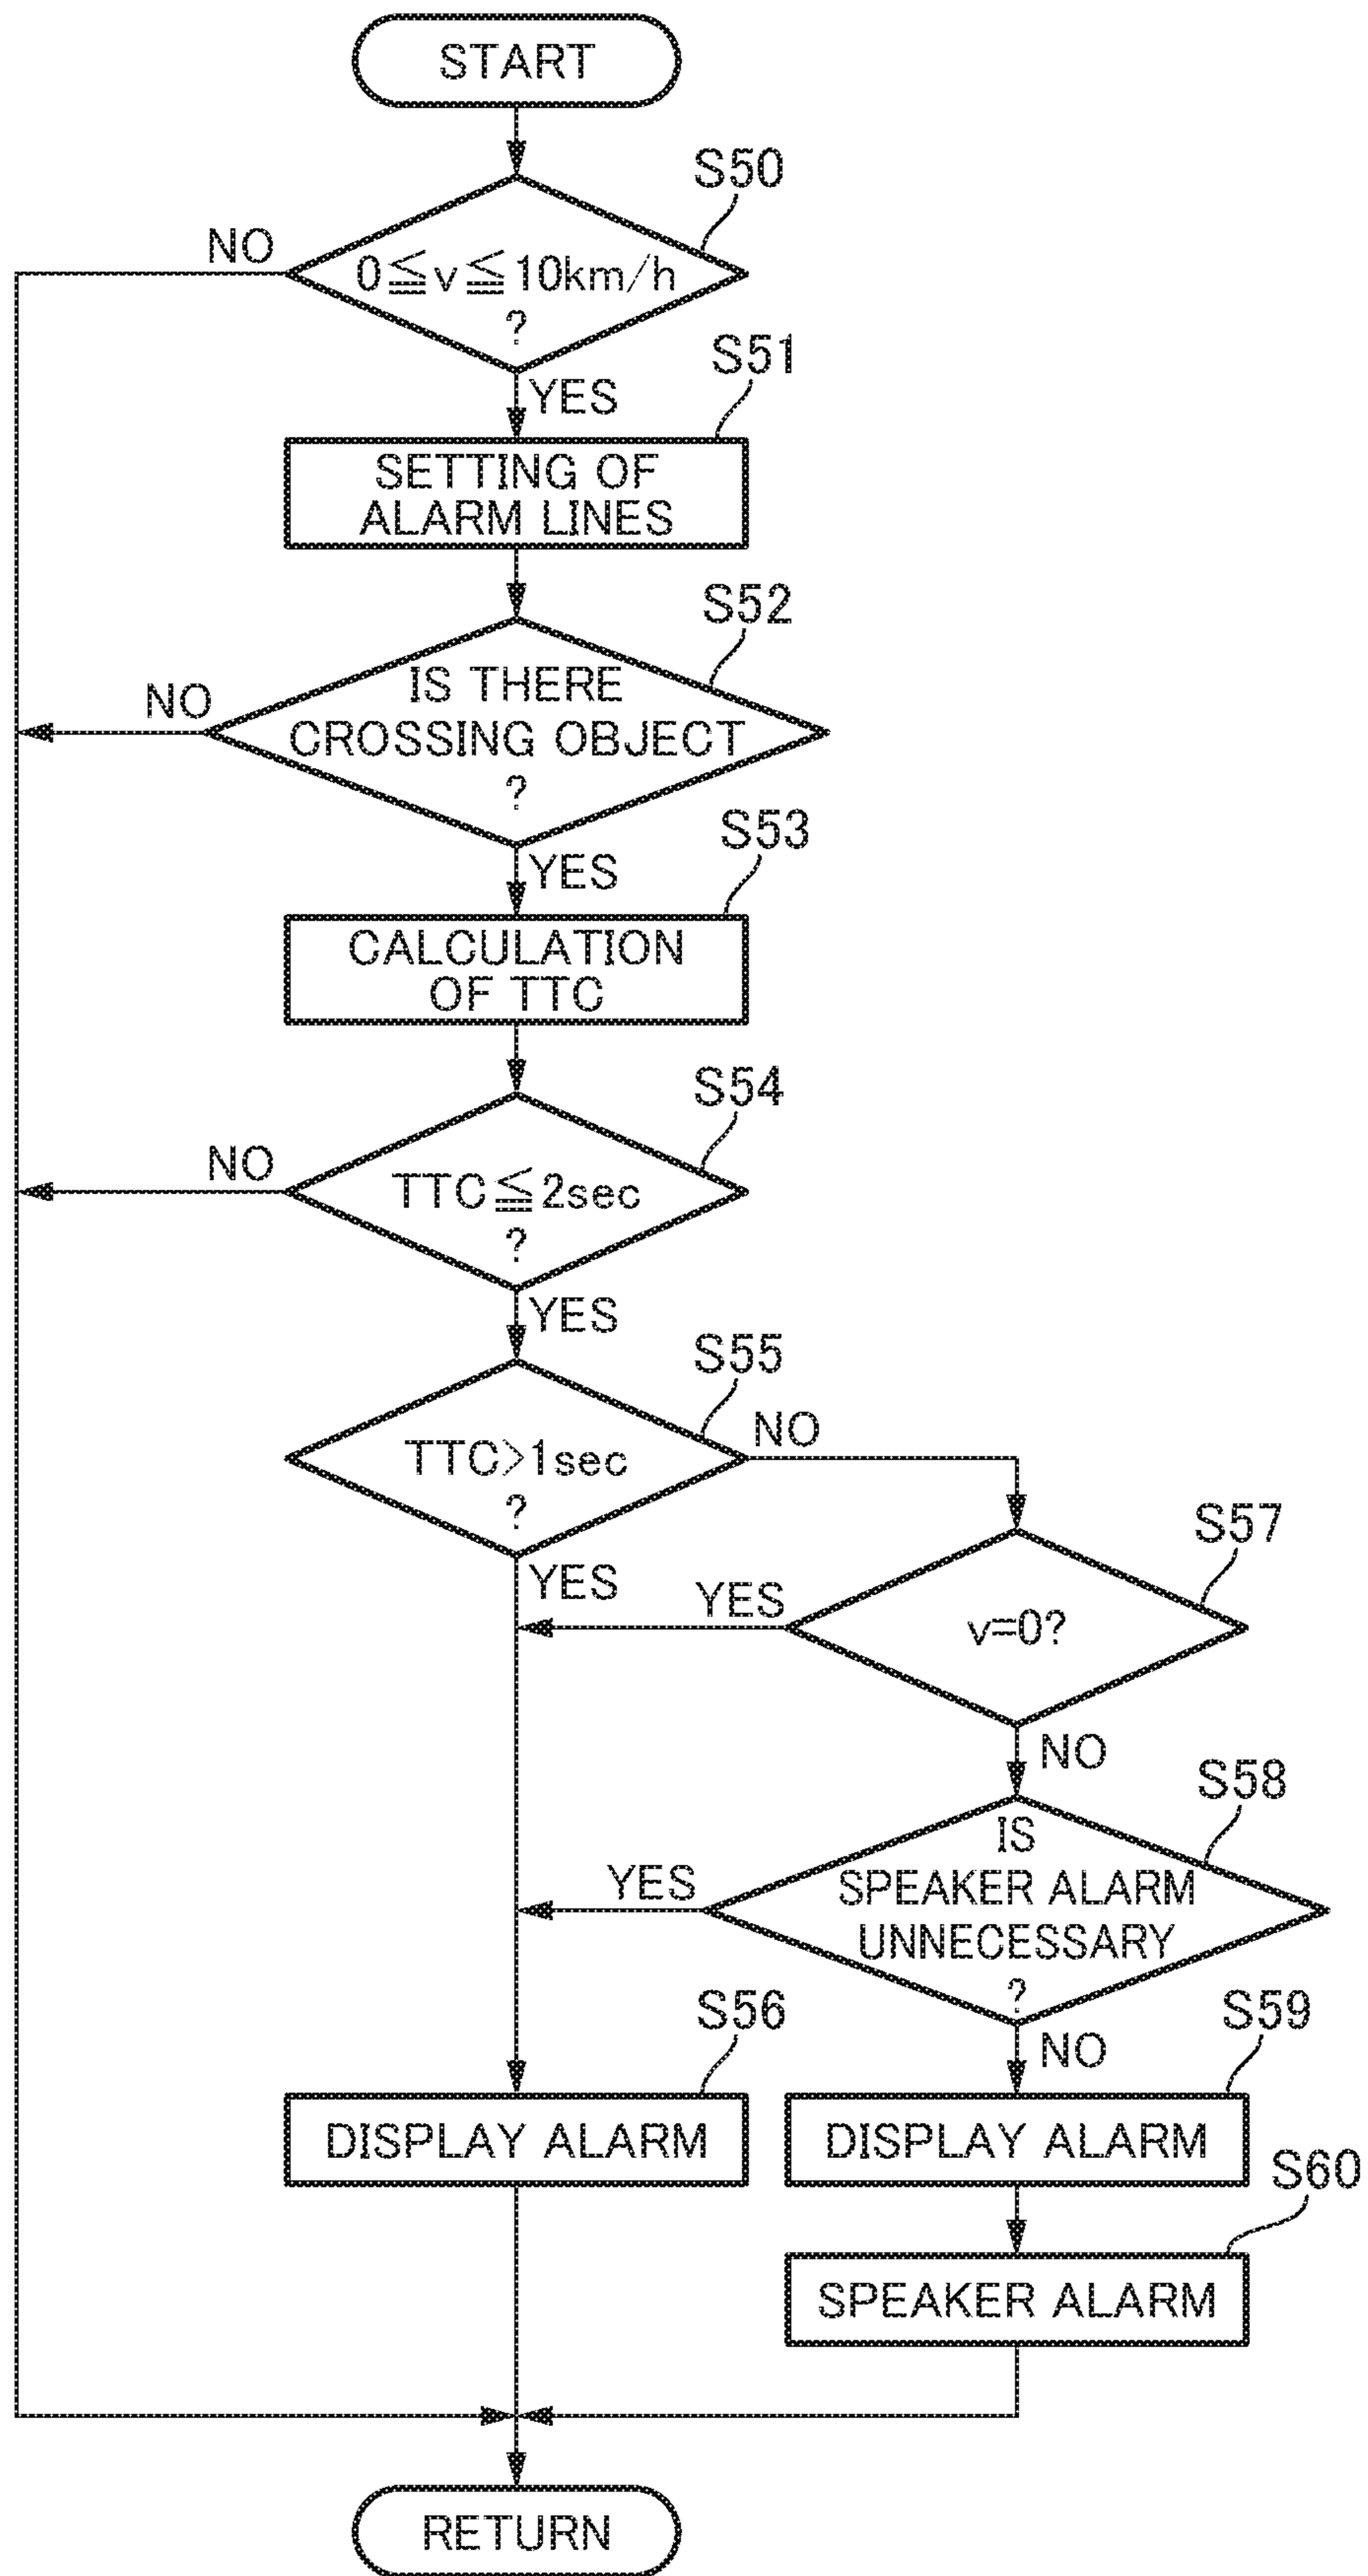 START
S50
NO
0≦v≦10km/h
?
S51
YES
SETTING OF
ALARM LINES
S52
IS THERE
NO
CROSSING OBJECT
?
S53
YES
CALCULATION
OF TTC
S54
NO
TTC≦2sec
?
YES
S55
NO
TTC>1sec
?
S57
YES
YES
v=0?
NO
S58
IS
YES
SPEAKER ALARM
UNNECESSARY
?
S56
S59
NO
DISPLAY ALARM
DISPLAY ALARM
S60
SPEAKER ALARM
RETURN